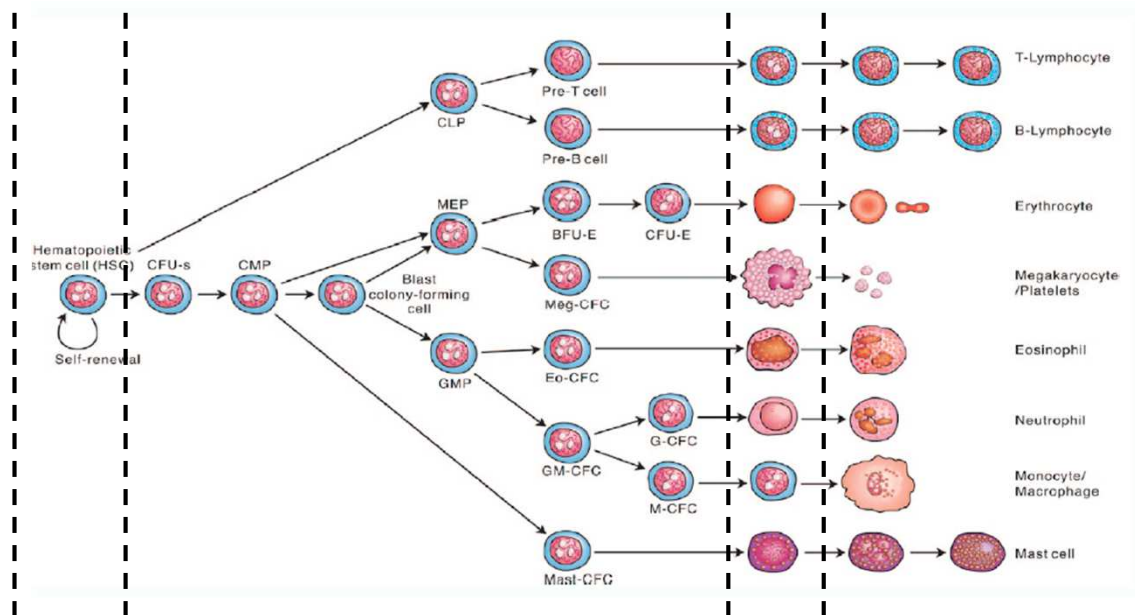 T-Lymphocyte
Pre-T cell
CLP
B-Lymphocyte
Pre-B cell
MEP
Erythrocyte
BFU-E
CFU-E
Hematopoietic
stem cell (HSC)
CFU-s
CMP
Blast
colony-forming
cell
Meg-CFC
Megakaryocyte
/Platelets
Self-renewal
GMP
Eo-CFC
Eosinophil
G-CFC
Neutrophil
GM-CFC
M-CFC
Monocyte/
Macrophage
Mast-CFC
Mast cell